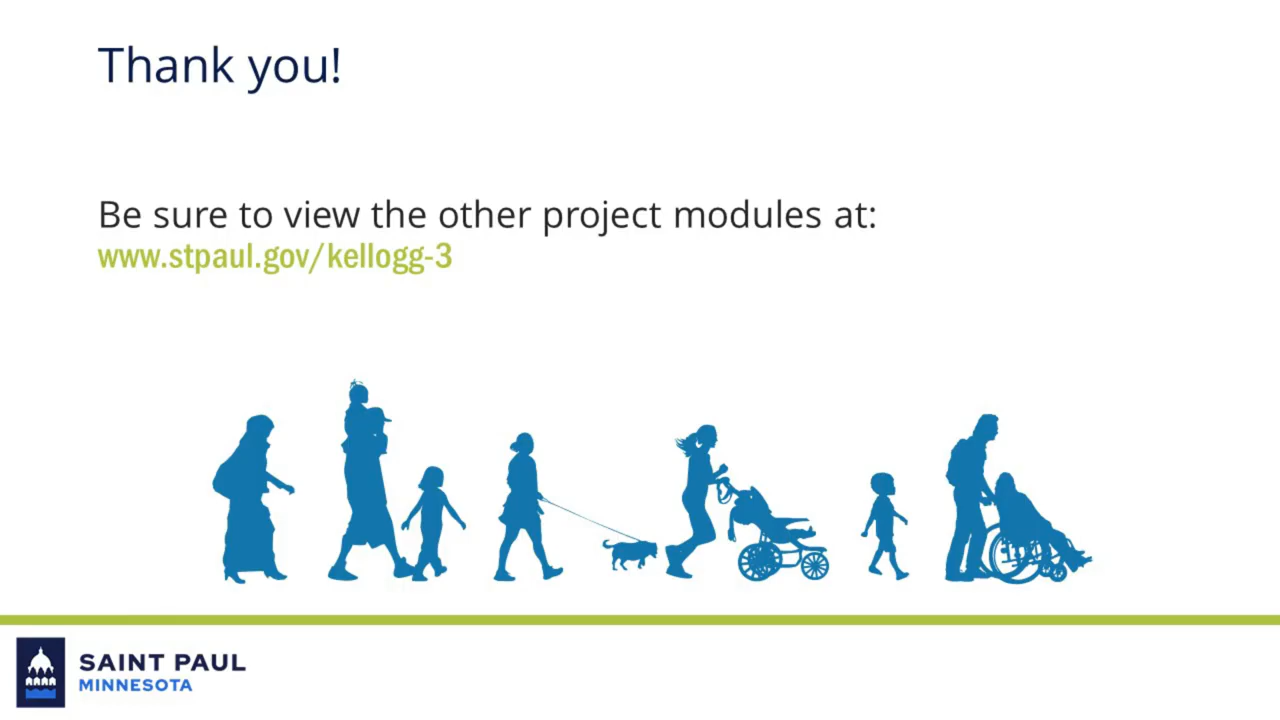 Thank you!
Be sure to view the other project modules at:
www.stpaul.gov/kellogg-3
SAINT PAUL
MINNESOTA